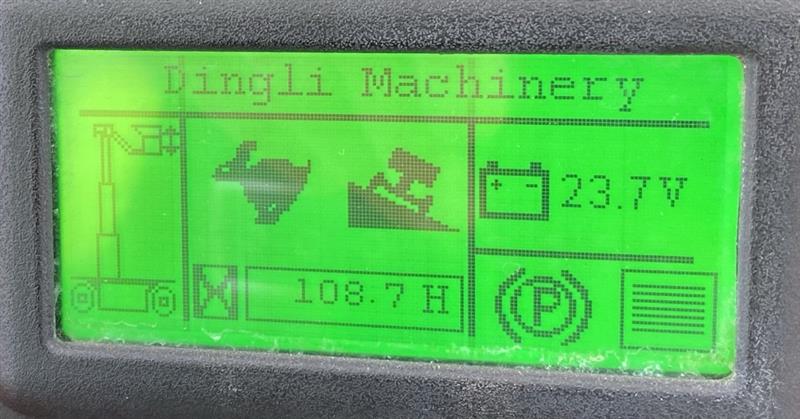 Dingli Machinery
23.7V
108.7 H
P